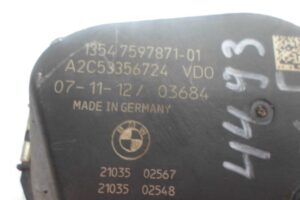 13547597871-01
A2C53356724 VDO
07-11-12/ 03684
MADE IN GERMANY
BMW
21035 02567
21035 02548
4493